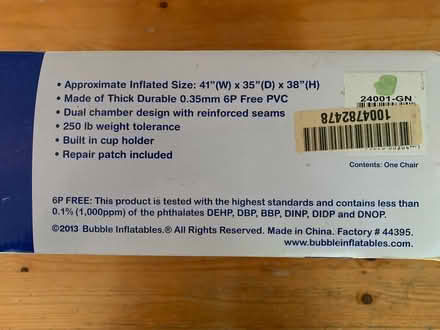 • Approximate Inflated Size: 41"(W) x 35"(D) x 38"(H)
• Made of Thick Durable 0.35mm 6P Free PVC
• Dual chamber design with reinforced seams
• 250 lb weight tolerance
• Built in cup holder
• Repair patch included
24001-GN
1004782478
Contents: One Chair
6P FREE: This product is tested with the highest standards and contains less than
0.1% (1,000ppm) of the phthalates DEHP, DBP, BBP, DINP, DIDP and DNOP.
©2013 Bubble Inflatables.® All Rights Reserved. Made in China. Factory # 44395.
www.bubbleinflatables.com